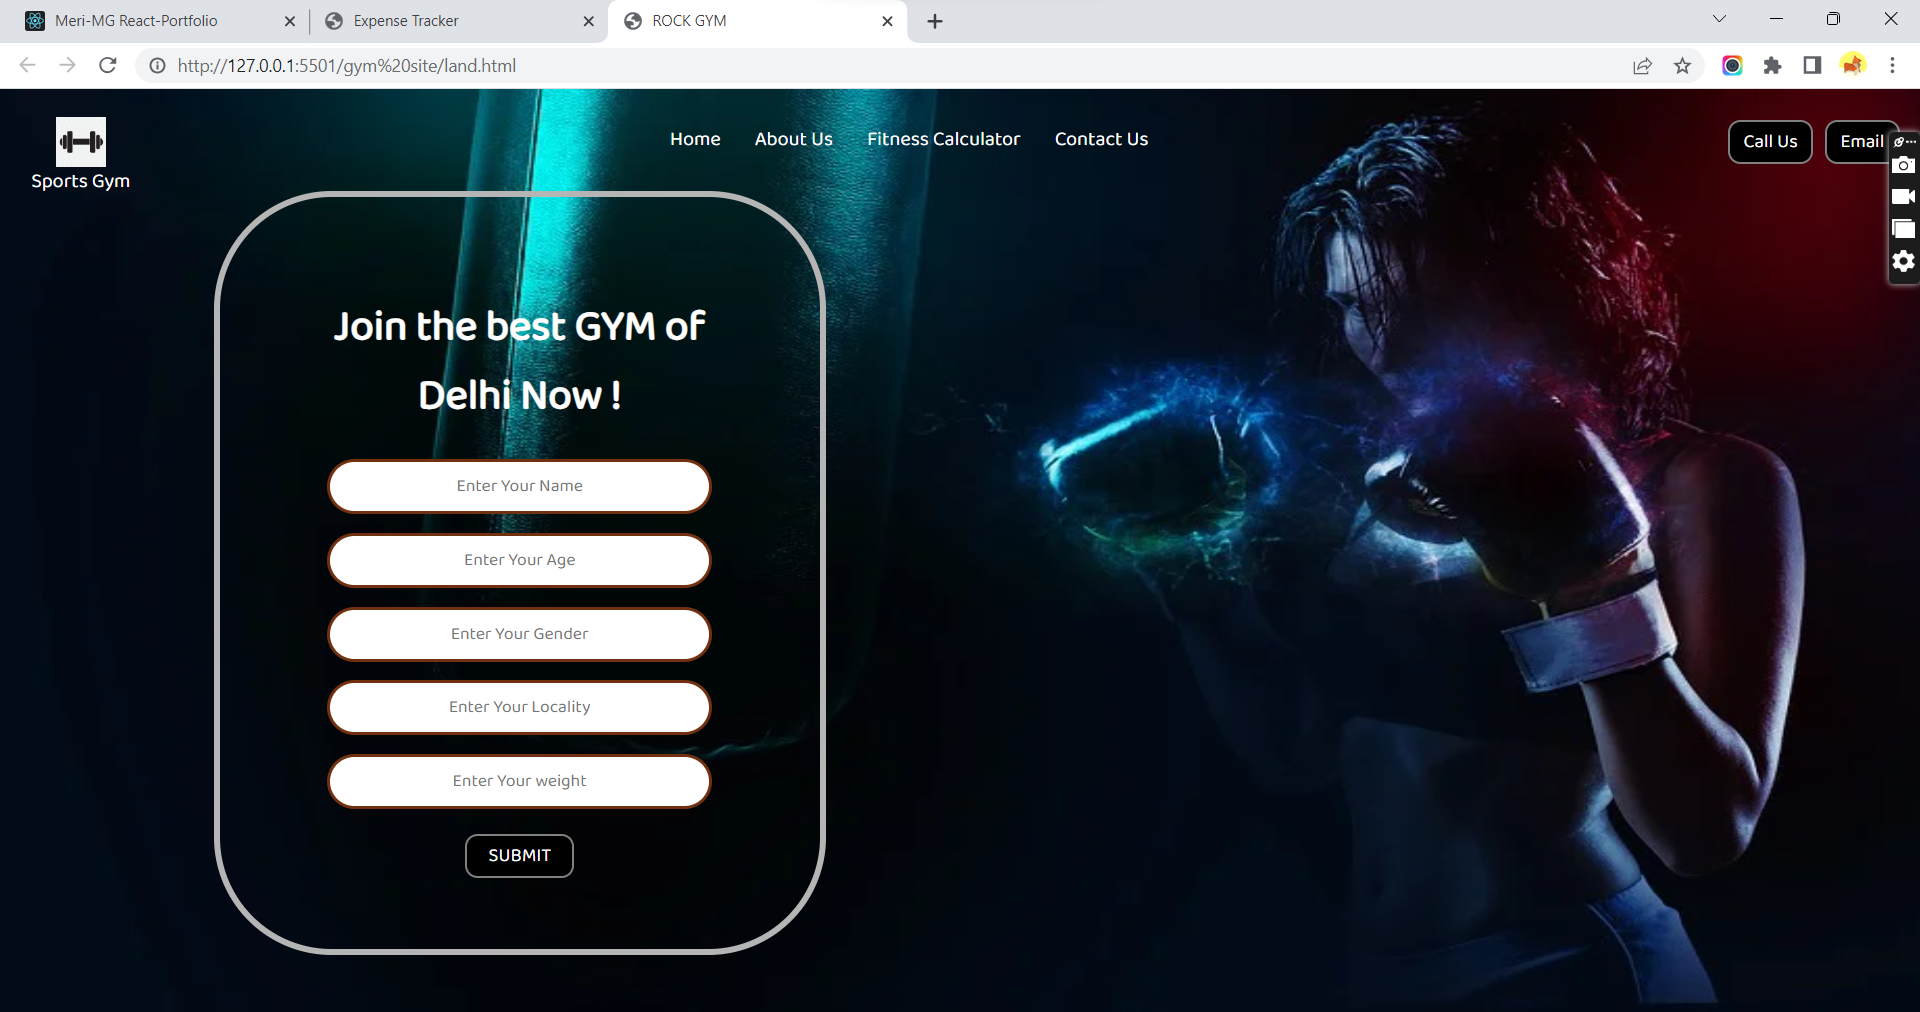 Meri-MG React-Portfolio
Expense Tracker
ROCK GYM
http://127.0.0.1:5501/gym%20site/land.html
Sports Gym
Home
About Us
Fitness Calculator
Contact Us
Call Us
Email
Join the best GYM of
Delhi Now !
Enter Your Name
Enter Your Age
Enter Your Gender
Enter Your Locality
Enter Your weight
SUBMIT